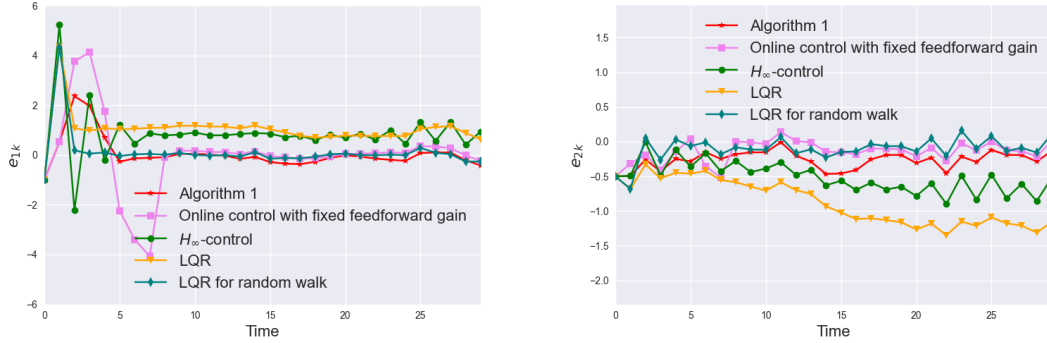 6
4
2
0
−2
−4
−6
0
5
10
15
20
25
Time
e1k
Algorithm 1
Online control with fixed feedforward gain
H∞-control
LQR
LQR for random walk
1.5
1.0
0.5
0.0
−0.5
−1.0
−1.5
−2.0
0
5
10
15
20
25
Time
e2k
Algorithm 1
Online control with fixed feedforward gain
H∞-control
LQR
LQR for random walk